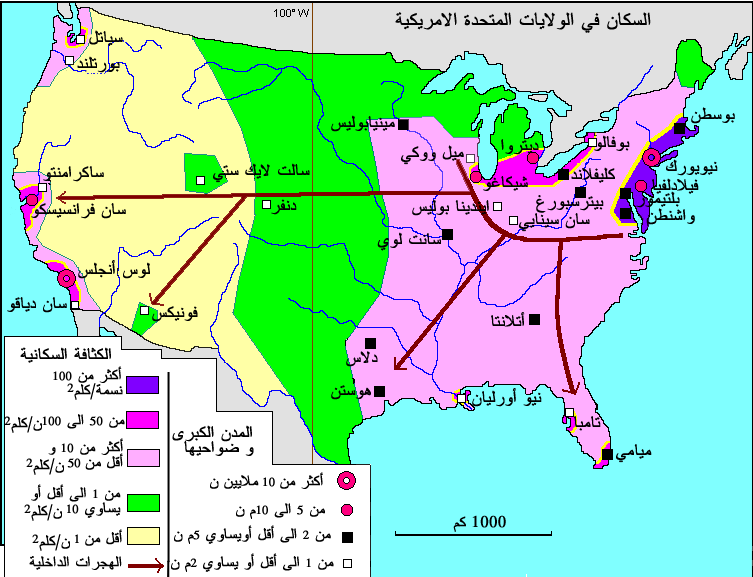 السكان في الولايات المتحدة الامريكية
100° W
سياتل
بورتلند
بوسطن
مينيابوليس
ديتروا
بوفالو
نيويورك
ميل ووكي
سالت لايك ستي
ساكرامنتو
شيكاغو
كليفلاند
فيلادلفيا
بلتيمور
بيترسبورغ
واشنطن
سان فرانسيسكو
دنفر
اندينا بوليس
سان سينايي
سانت لوي
لوس أنجلس
سان دياقو
فونيكس
أتلانتا
دلاس
هوستن
نيو أورليان
تامبا
ميامي
الكثافة السكانية
أكثر من 100
نسمة/كلم2
من 50 الى 100ن/كلم2
أكثر من 10 و
أقل من 50 ن/كلم2
من 1 الى أقل أو
يساوي 10 ن/كلم2
أقل من 1 ن/كلم2
الهجرات الداخلية
المدن الكبرى
و ضواحيها
أكثر من 10 ملايين ن
من 5 الى 10م ن
من 2 الى أقل أويساوي 5م ن
من 1 الى أقل أو يساوي 2م ن
1000 كم